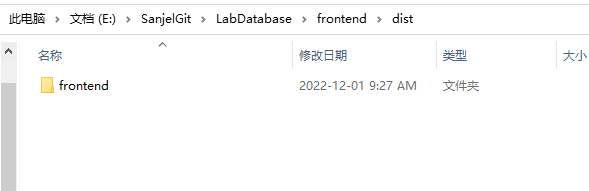 此电脑 › 文档 (E:) › SanjelGit › LabDatabase › frontend › dist
名称 修改日期 类型 大小
frontend 2022-12-01 9:27 AM 文件夹